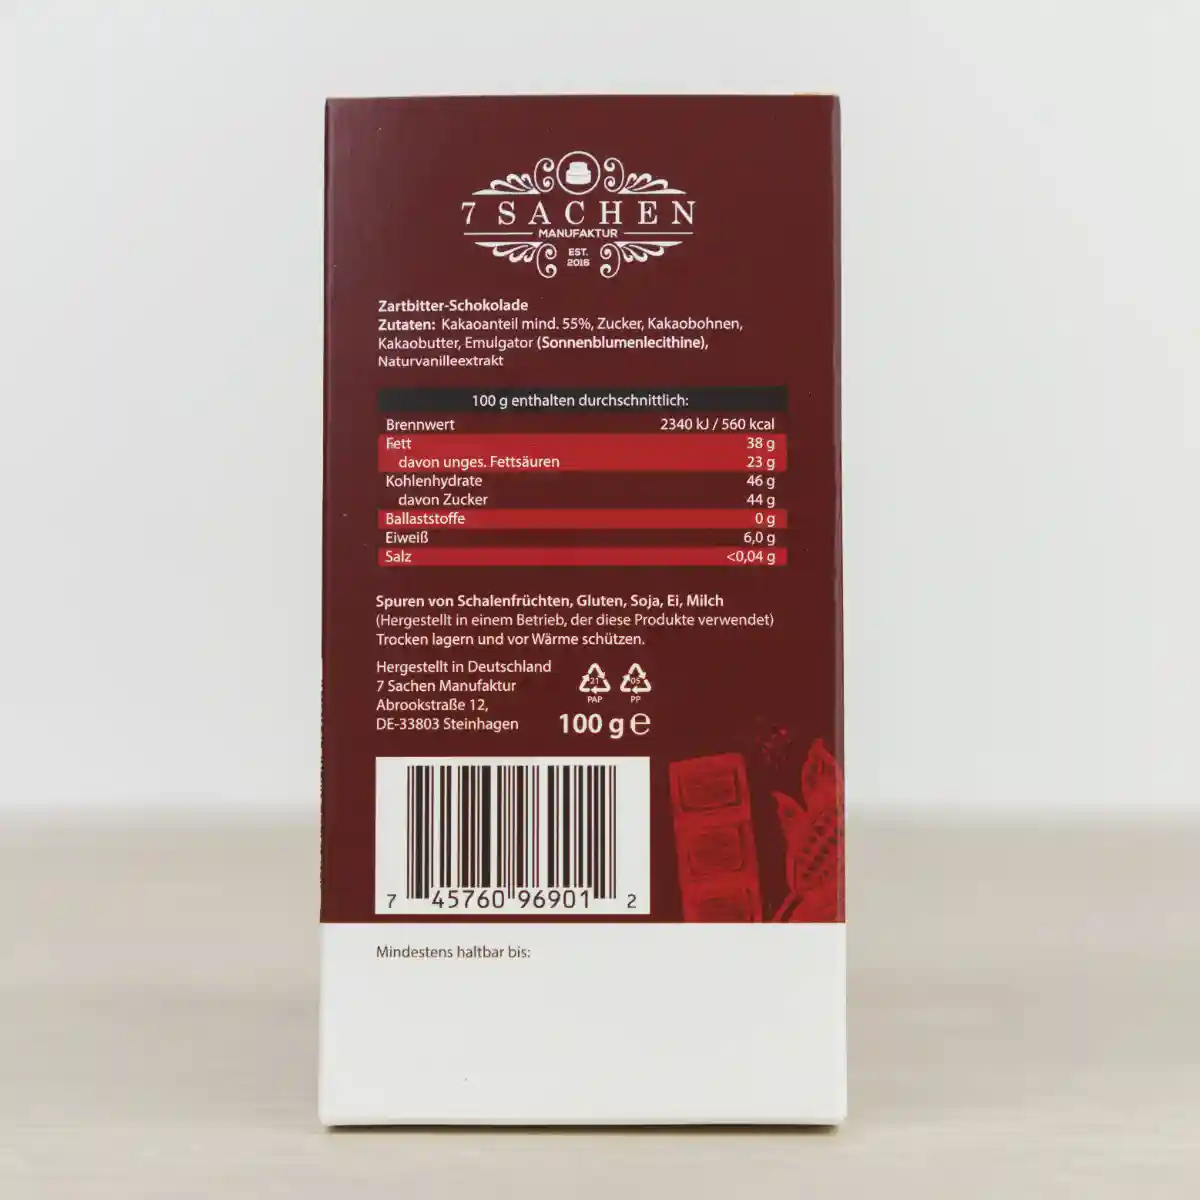 7 SACHEN
MANUFAKTUR
EST.
2016
Zartbitter-Schokolade
Zutaten: Kakaoanteil mind. 55%, Zucker, Kakaobohnen,
Kakaobutter, Emulgator (Sonnenblumenlecithine),
Naturvanilleextrakt
100 g enthalten durchschnittlich:
Brennwert 2340 kJ / 560 kcal
Fett 38 g
davon unges. Fettsäuren 23 g
Kohlenhydrate 46 g
davon Zucker 44 g
Ballaststoffe 0 g
Eiweiß 6,0 g
Salz <0,04 g
Spuren von Schalenfrüchten, Gluten, Soja, Ei, Milch
(Hergestellt in einem Betrieb, der diese Produkte verwendet)
Trocken lagern und vor Wärme schützen.
Hergestellt in Deutschland
7 Sachen Manufaktur
Abrookstraße 12,
DE-33803 Steinhagen
21 05
PAP PP
100 g ℮
7 45760 96901 2
Mindestens haltbar bis: